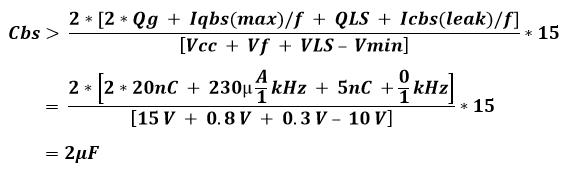 Cbs > 2 * [2 * Qg + Iqbs(max)/f + QLS + Icbs(leak)/f] / [Vcc + Vf + VLS – Vmin] * 15
= 2 * [2 * 20nC + 230μ A/1 kHz + 5nC + 0/1 kHz] / [15 V + 0.8 V + 0.3 V – 10 V] * 15
= 2μF